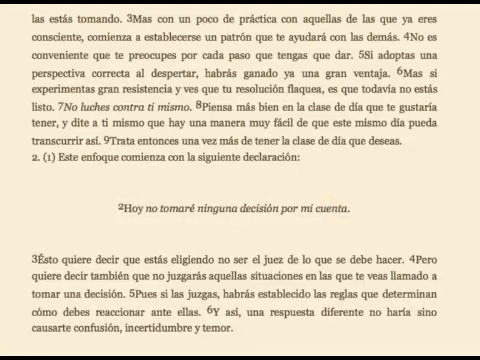 las estás tomando. 3Mas con un poco de práctica con aquellas de las que ya eres
consciente, comienza a establecerse un patrón que te ayudará con las demás. 4No es
conveniente que te preocupes por cada paso que tengas que dar. 5Si adoptas una
perspectiva correcta al despertar, habrás ganado ya una gran ventaja. 6Mas si
experimentas gran resistencia y ves que tu resolución flaquea, es que todavía no estás
listo. 7No luches contra ti mismo. 8Piensa más bien en la clase de día que te gustaría
tener, y dite a ti mismo que hay una manera muy fácil de que este mismo día pueda
transcurrir así. 9Trata entonces una vez más de tener la clase de día que deseas.
2. (1) Este enfoque comienza con la siguiente declaración:
2Hoy no tomaré ninguna decisión por mi cuenta.
3Ésto quiere decir que estás eligiendo no ser el juez de lo que se debe hacer. 4Pero
quiere decir también que no juzgarás aquellas situaciones en las que te veas llamado a
tomar una decisión. 5Pues si las juzgas, habrás establecido las reglas que determinan
cómo debes reaccionar ante ellas. 6Y así, una respuesta diferente no haría sino
causarte confusión, incertidumbre y temor.